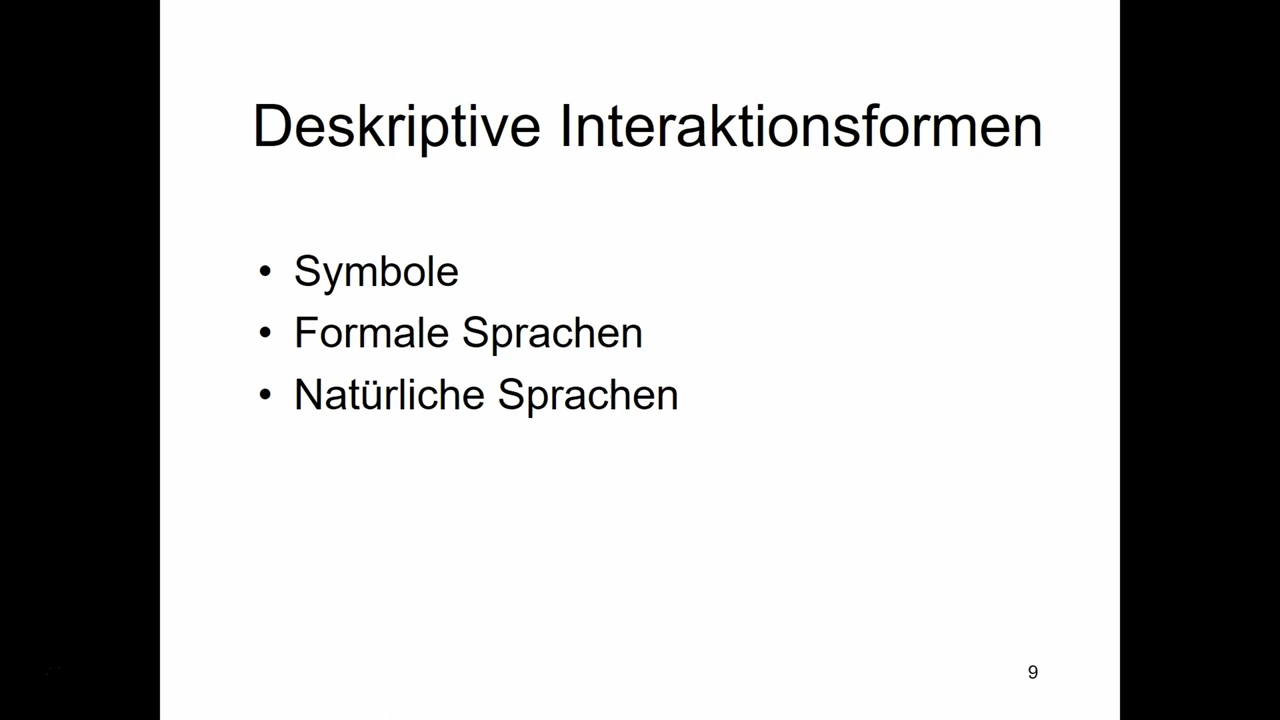 Deskriptive Interaktionsformen
• Symbole
• Formale Sprachen
• Natürliche Sprachen
9